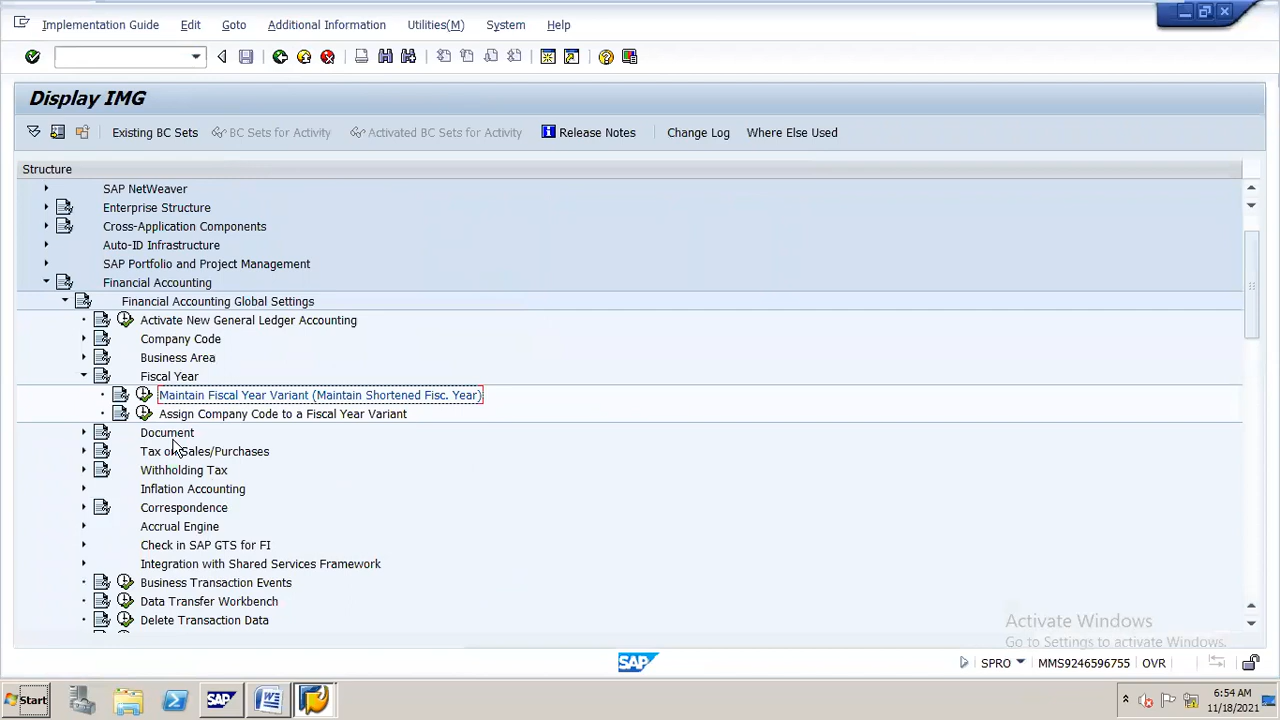 Implementation Guide Edit Goto Additional Information Utilities(M) System Help
Display IMG
Existing BC Sets BC Sets for Activity Activated BC Sets for Activity Release Notes Change Log Where Else Used
Structure
SAP NetWeaver
Enterprise Structure
Cross-Application Components
Auto-ID Infrastructure
SAP Portfolio and Project Management
Financial Accounting
Financial Accounting Global Settings
Activate New General Ledger Accounting
Company Code
Business Area
Fiscal Year
Maintain Fiscal Year Variant (Maintain Shortened Fisc. Year)
Assign Company Code to a Fiscal Year Variant
Document
Tax on Sales/Purchases
Withholding Tax
Inflation Accounting
Correspondence
Accrual Engine
Check in SAP GTS for FI
Integration with Shared Services Framework
Business Transaction Events
Data Transfer Workbench
Delete Transaction Data
Activate Windows
Go to Settings to activate Windows.
SAP SPRO MMS9246596755 OVR
Start SAP 6:54 AM
11/18/2021